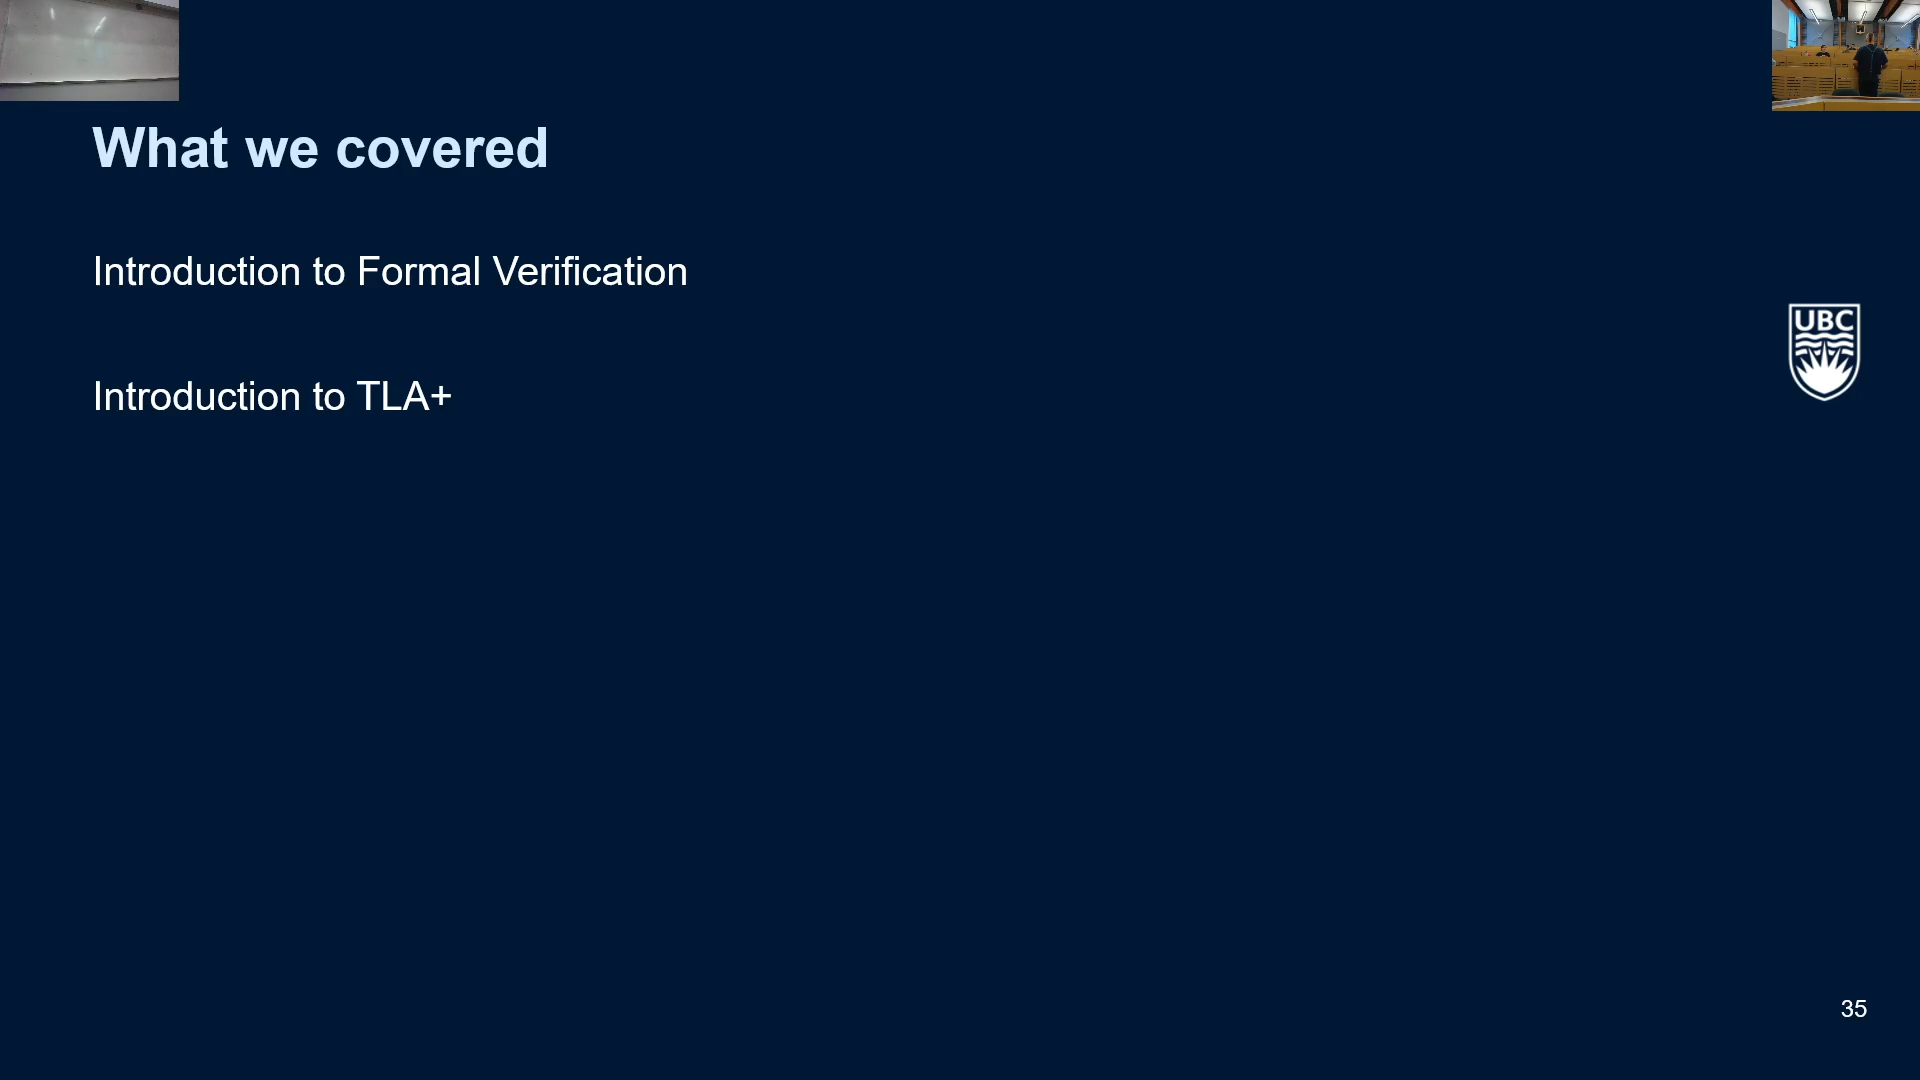 What we covered
Introduction to Formal Verification
UBC
Introduction to TLA+
35